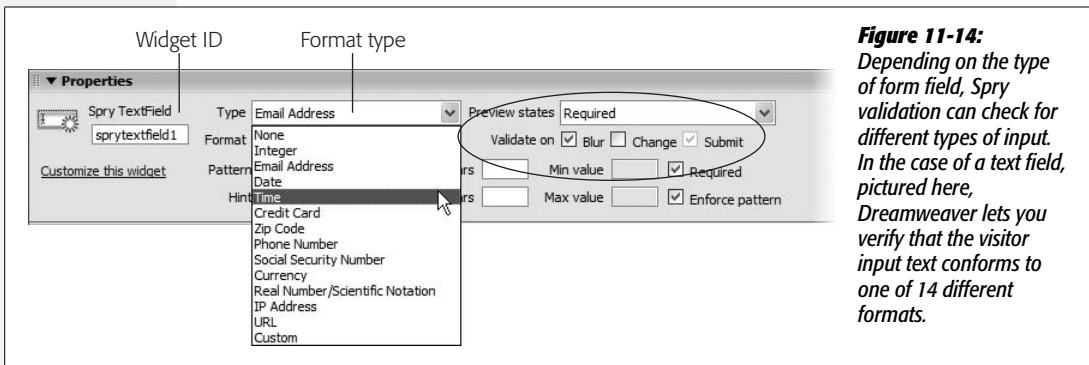 Widget ID
Format type
Properties
Spry TextField
sprytextfield1
Customize this widget
Type Email Address
Format
Pattern
Hint
None
Integer
Email Address
Date
Time
Credit Card
Zip Code
Phone Number
Social Security Number
Currency
Real Number/Scientific Notation
IP Address
URL
Custom
Preview states Required
Validate on Blur Change Submit
rs Min value Required
rs Max value Enforce pattern
Figure 11-14:
Depending on the type
of form field, Spry
validation can check for
different types of input.
In the case of a text field,
pictured here,
Dreamweaver lets you
verify that the visitor
input text conforms to
one of 14 different
formats.